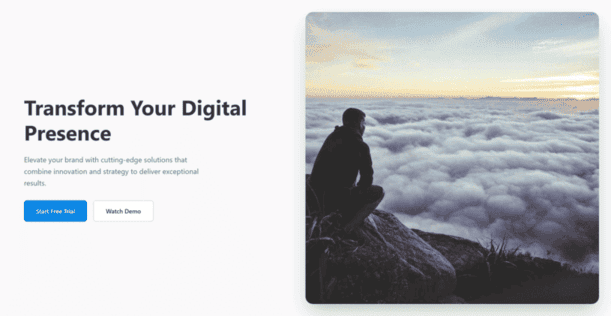 Transform Your Digital
Presence
Elevate your brand with cutting-edge solutions that
combine innovation and strategy to deliver exceptional
results.
Start Free Trial
Watch Demo